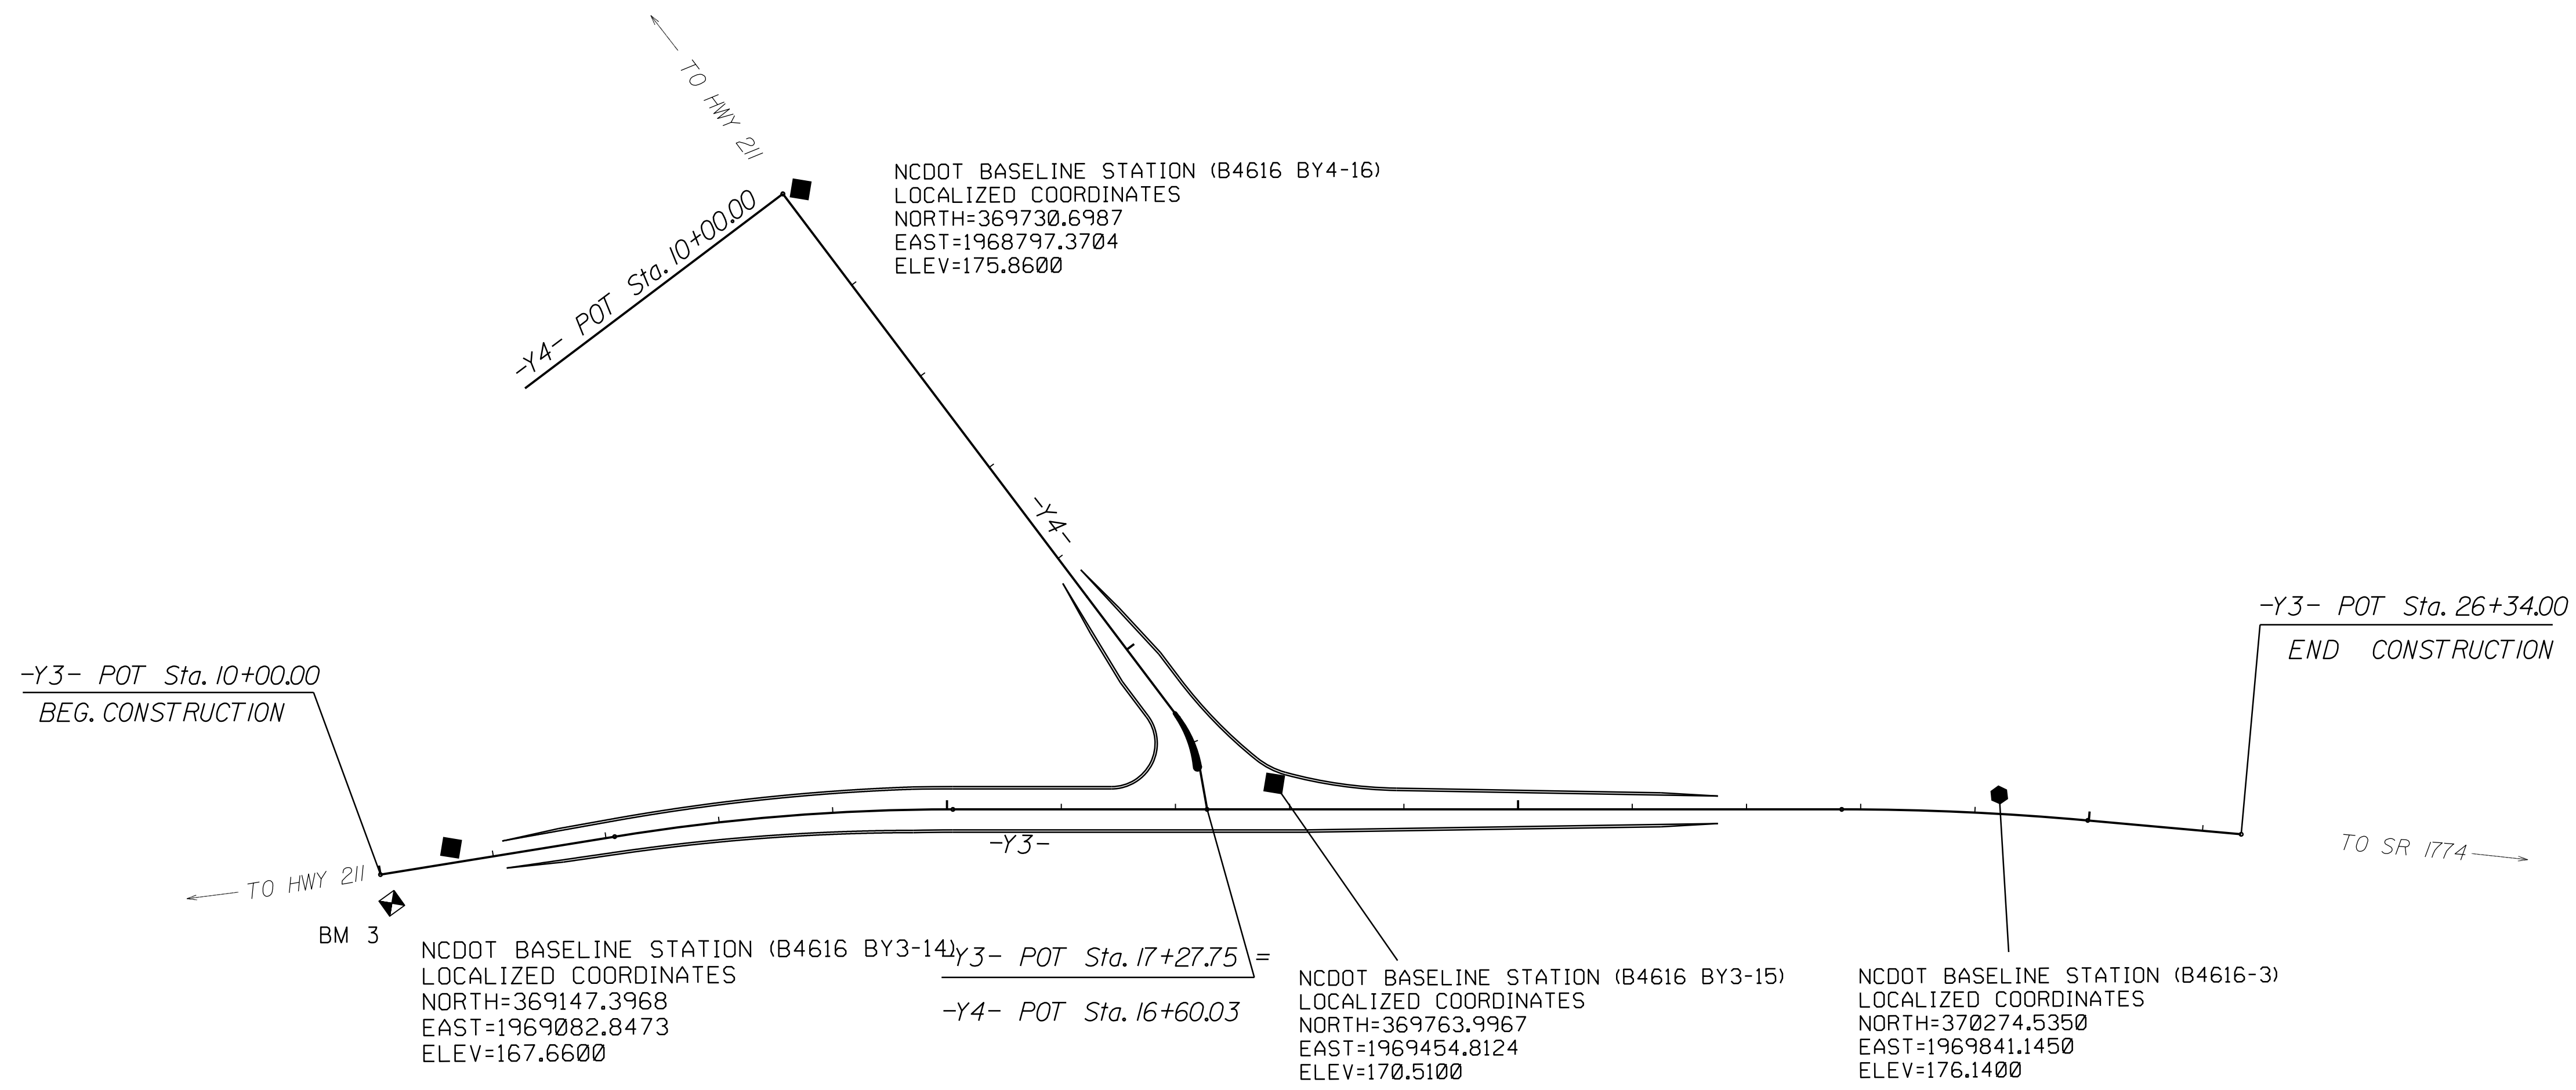 TO HWY 211
NCDOT BASELINE STATION (B4616 BY4-16)
LOCALIZED COORDINATES
NORTH=369730.6987
EAST=1968797.3704
ELEV=175.8600
-Y4- POT Sta. 10+00.00
-Y4-
-Y3- POT Sta. 26+34.00
END CONSTRUCTION
-Y3- POT Sta. 10+00.00
BEG. CONSTRUCTION
-Y3-
TO SR 1774
TO HWY 211
BM 3
NCDOT BASELINE STATION (B4616 BY3-14)
LOCALIZED COORDINATES
NORTH=369147.3968
EAST=1969082.8473
ELEV=167.6600
-Y3- POT Sta. 17+27.75 =
-Y4- POT Sta. 16+60.03
NCDOT BASELINE STATION (B4616 BY3-15)
LOCALIZED COORDINATES
NORTH=369763.9967
EAST=1969454.8124
ELEV=170.5100
NCDOT BASELINE STATION (B4616-3)
LOCALIZED COORDINATES
NORTH=370274.5350
EAST=1969841.1450
ELEV=176.1400